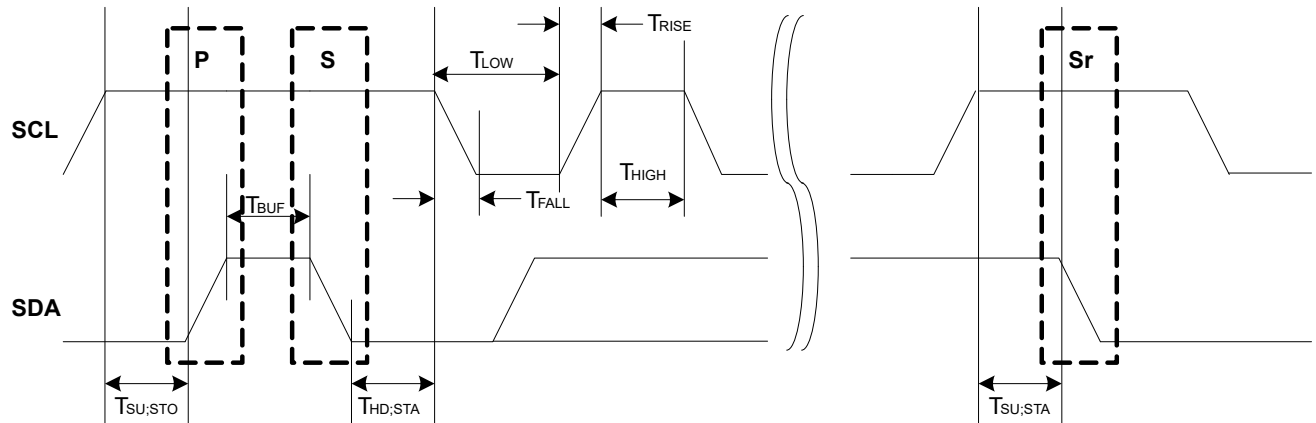 TRISE
P
S
TLOW
Sr
SCL
THIGH
TFALL
TBUF
SDA
TSU;STO
THD;STA
TSU;STA